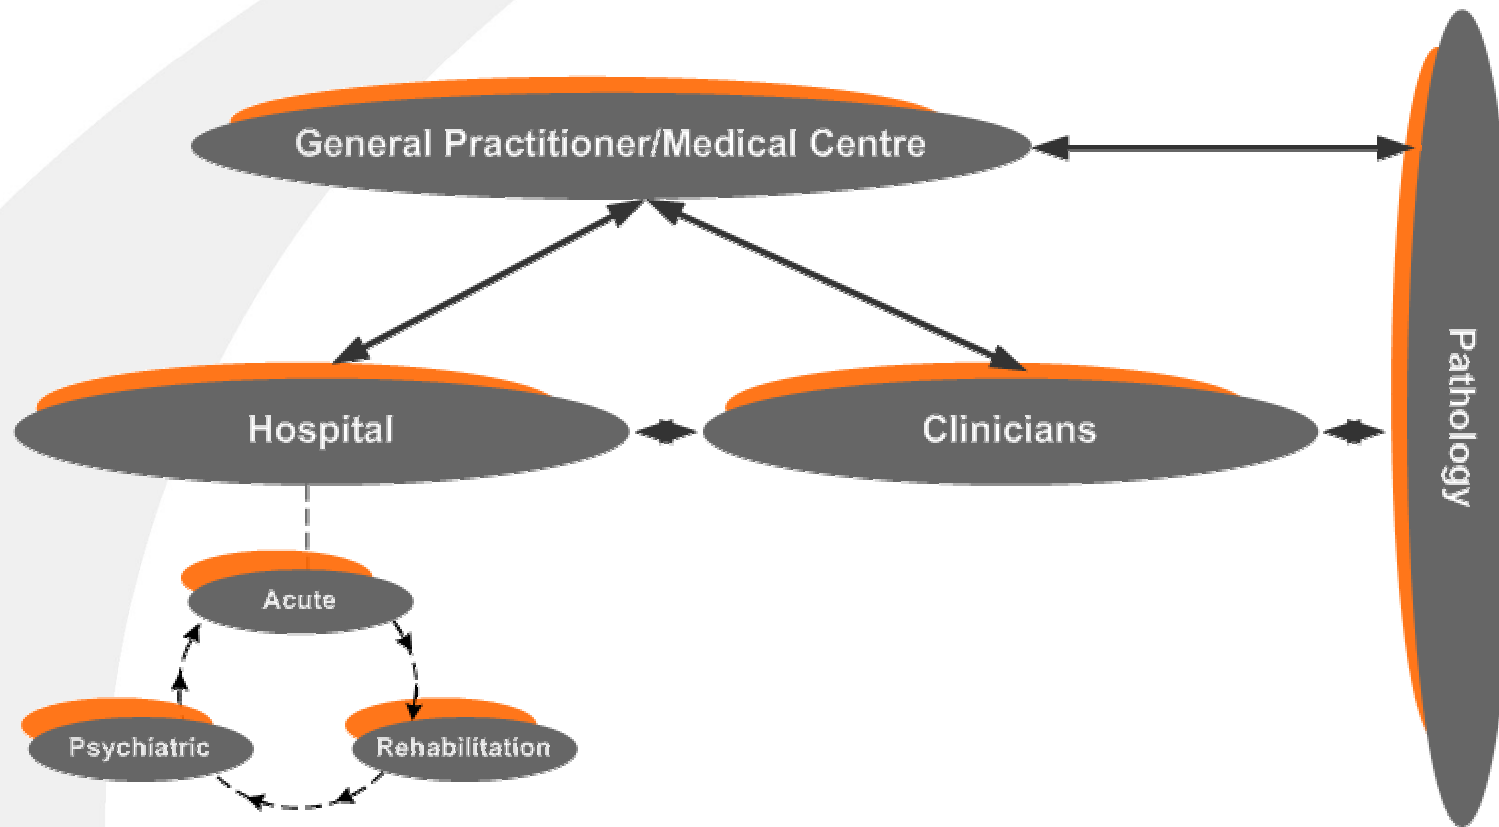 General Practitioner/Medical Centre
Hospital
Clinicians
Pathology
Acute
Psychiatric
Rehabilitation